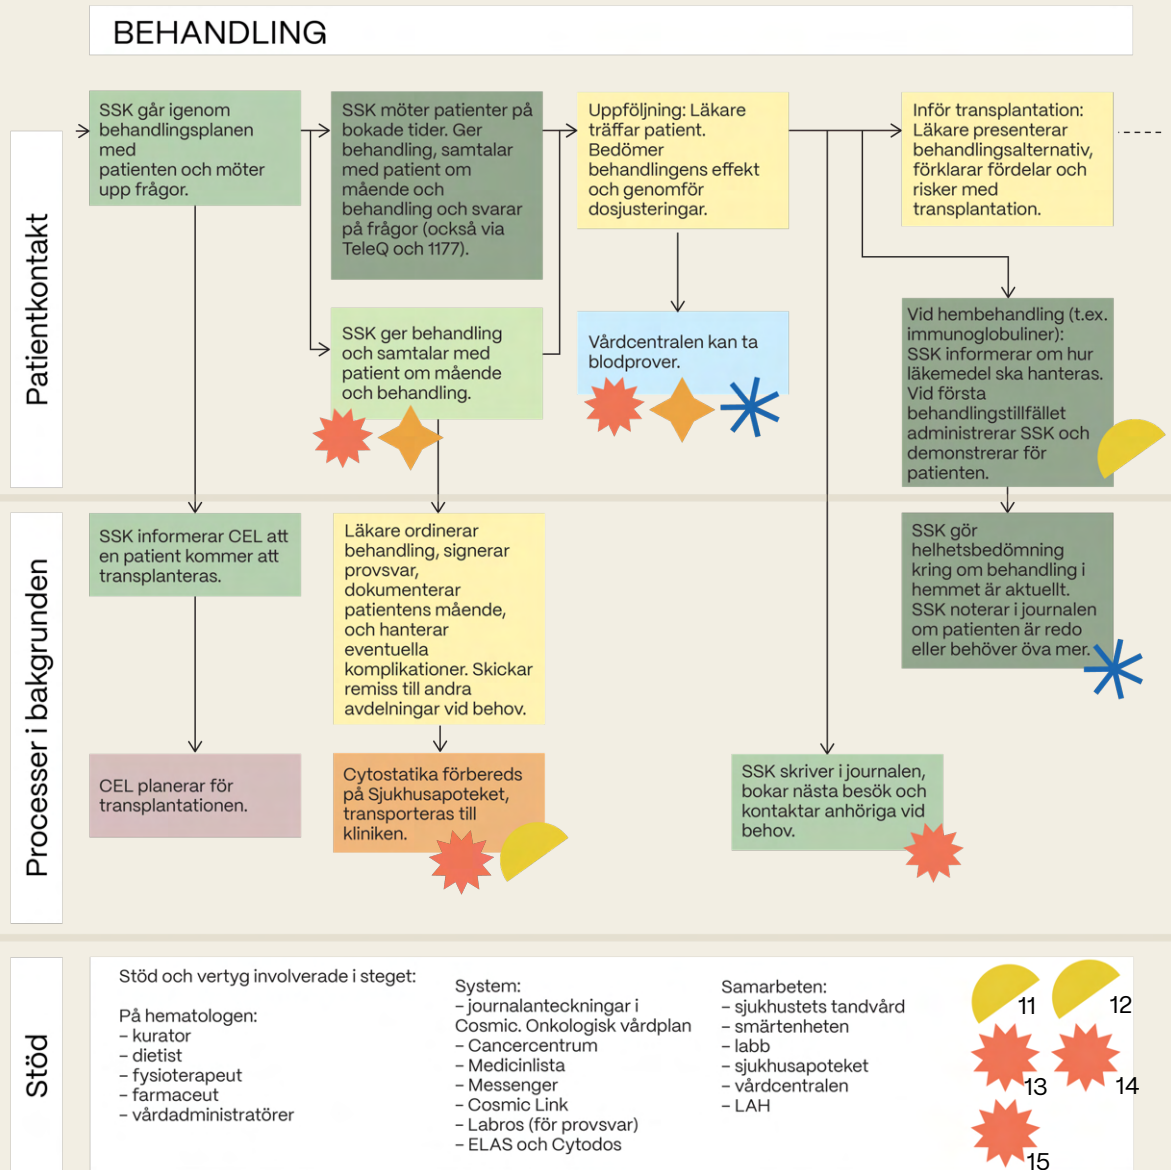 BEHANDLING
Patientkontakt
SSK går igenom
behandlingsplanen
med
patienten och möter
upp frågor.
SSK möter patienter på
bokade tider. Ger
behandling, samtalar
med patient om
mående och
behandling och svarar
på frågor (också via
TeleQ och 1177).
Uppföljning: Läkare
träffar patient.
Bedömer
behandlingens effekt
och genomför
dosjusteringar.
Inför transplantation:
Läkare presenterar
behandlingsalternativ,
förklarar fördelar och
risker med
transplantation.
SSK ger behandling
och samtalar med
patient om mående
och behandling.
Vårdcentralen kan ta
blodprover.
Vid hembehandling (t.ex.
immunoglobuliner):
SSK informerar om hur
läkemedel ska hanteras.
Vid första
behandlingstillfället
administrerar SSK och
demonstrerar för
patienten.
Processer i bakgrunden
SSK informerar CEL att
en patient kommer att
transplanteras.
Läkare ordinerar
behandling, signerar
provsvar,
dokumenterar
patientens mående,
och hanterar
eventuella
komplikationer. Skickar
remiss till andra
avdelningar vid behov.
SSK gör
helhetsbedömning
kring om behandling i
hemmet är aktuellt.
SSK noterar i journalen
om patienten är redo
eller behöver öva mer.
CEL planerar för
transplantationen.
Cytostatika förbereds
på Sjukhusapoteket,
transporteras till
kliniken.
SSK skriver i journalen,
bokar nästa besök och
kontaktar anhöriga vid
behov.
Stöd
Stöd och vertyg involverade i steget:
På hematologen:
– kurator
– dietist
– fysioterapeut
– farmaceut
– vårdadministratörer
System:
– journalanteckningar i
Cosmic. Onkologisk vårdplan
– Cancercentrum
– Medicinlista
– Messenger
– Cosmic Link
– Labros (för provsvar)
– ELAS och Cytodos
Samarbeten:
– sjukhustets tandvård
– smärtenheten
– labb
– sjukhusapoteket
– vårdcentralen
– LAH
11
12
13
14
15